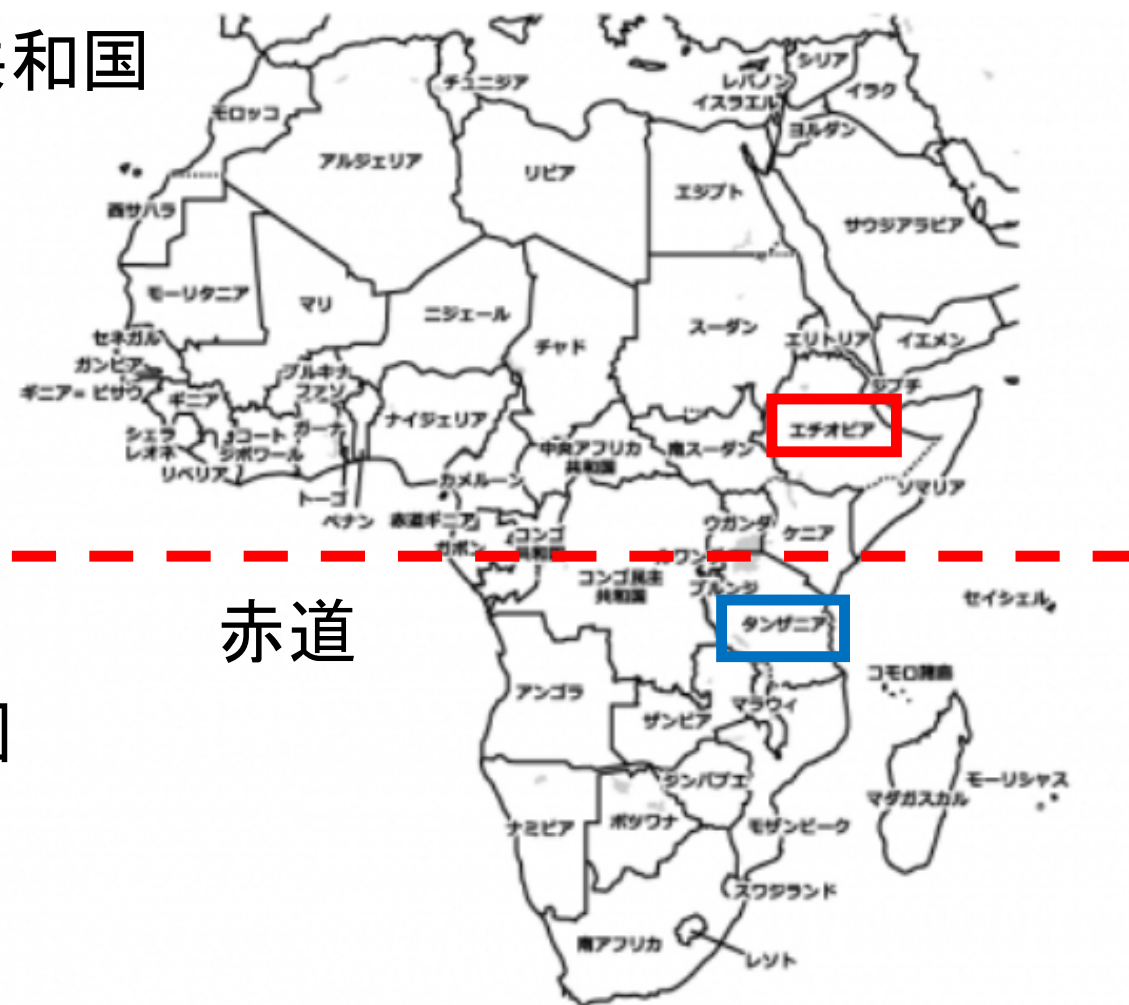 共和国
シリア
チュニジア
レバノン
イスラエル
イラク
モロッコ
ヨルダン
アルジェリア
リビア
エジプト
西サハラ
サウジアラビア
モーリタニア
マリ
ニジェール
スーダン
エリトリア
イエメン
セネガル
チャド
ガンビア
ギニア=ビサウ
ブルキナ
ファソ
ジブチ
ギニア
ナイジェリア
エチオピア
シェラ
レオネ
コート
ジボワール
ガーナ
中央アフリカ
共和国
南スーダン
リベリア
カメルーン
ソマリア
トーゴ
ベナン
赤道ギニア
ウガンダ
ケニア
ガボン
コンゴ
共和国
ルワンダ
コンゴ民主
共和国
ブルンジ
セイシェル
赤道
タンザニア
コモロ諸島
アンゴラ
ザンビア
マラウィ
国
ジンバブエ
モーリシャス
マダガスカル
ナミビア
ボツワナ
モザンビーク
スワジランド
南アフリカ
レソト